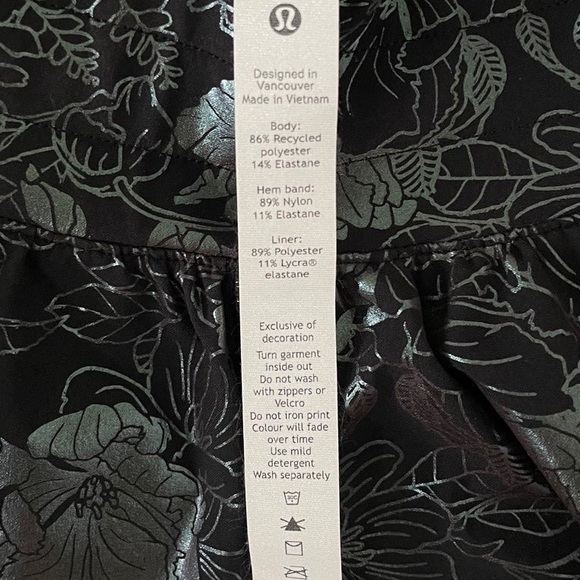 Designed in
Vancouver
Made in Vietnam
Body:
86% Recycled
polyester
14% Elastane
Hem band:
89% Nylon
11% Elastane
Liner:
89% Polyester
11% Lycra®
elastane
Exclusive of
decoration
Turn garment
inside out
Do not wash
with zippers or
Velcro
Do not iron print
Colour will fade
over time
Use mild
detergent
Wash separately